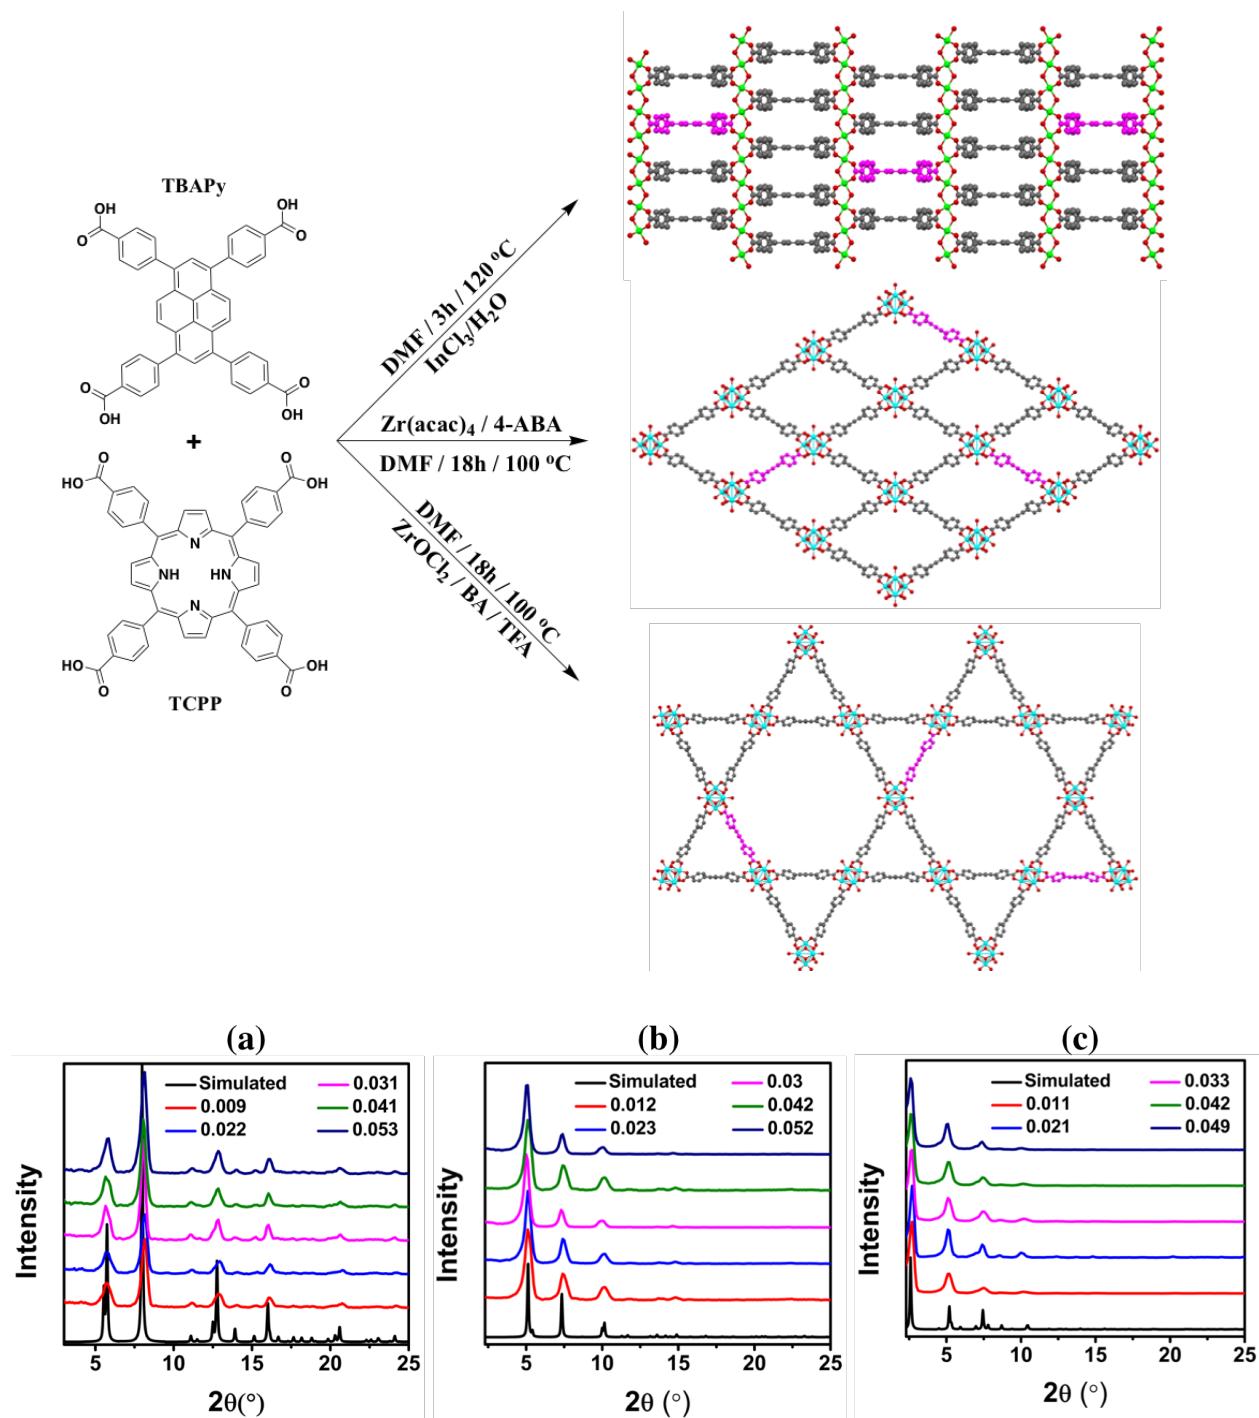 TBAPy
OH
O
OH
O
O
OH
O
OH
+
O
HO
O
OH
N
NH
HN
N
HO
O
OH
O
TCPP
DMF / 3h / 120 ºC
InCl₃/H₂O
Zr(acac)₄ / 4-ABA
DMF / 18h / 100 ºC
DMF / 18h / 100 ºC
ZrOCl₂ / BA / TFA
(a)
Simulated
0.009
0.022
0.031
0.041
0.053
Intensity
5
10
15
20
25
2θ(°)
(b)
Simulated
0.012
0.023
0.03
0.042
0.052
Intensity
5
10
15
20
25
2θ (°)
(c)
Simulated
0.011
0.021
0.033
0.042
0.049
Intensity
5
10
15
20
25
2θ (°)